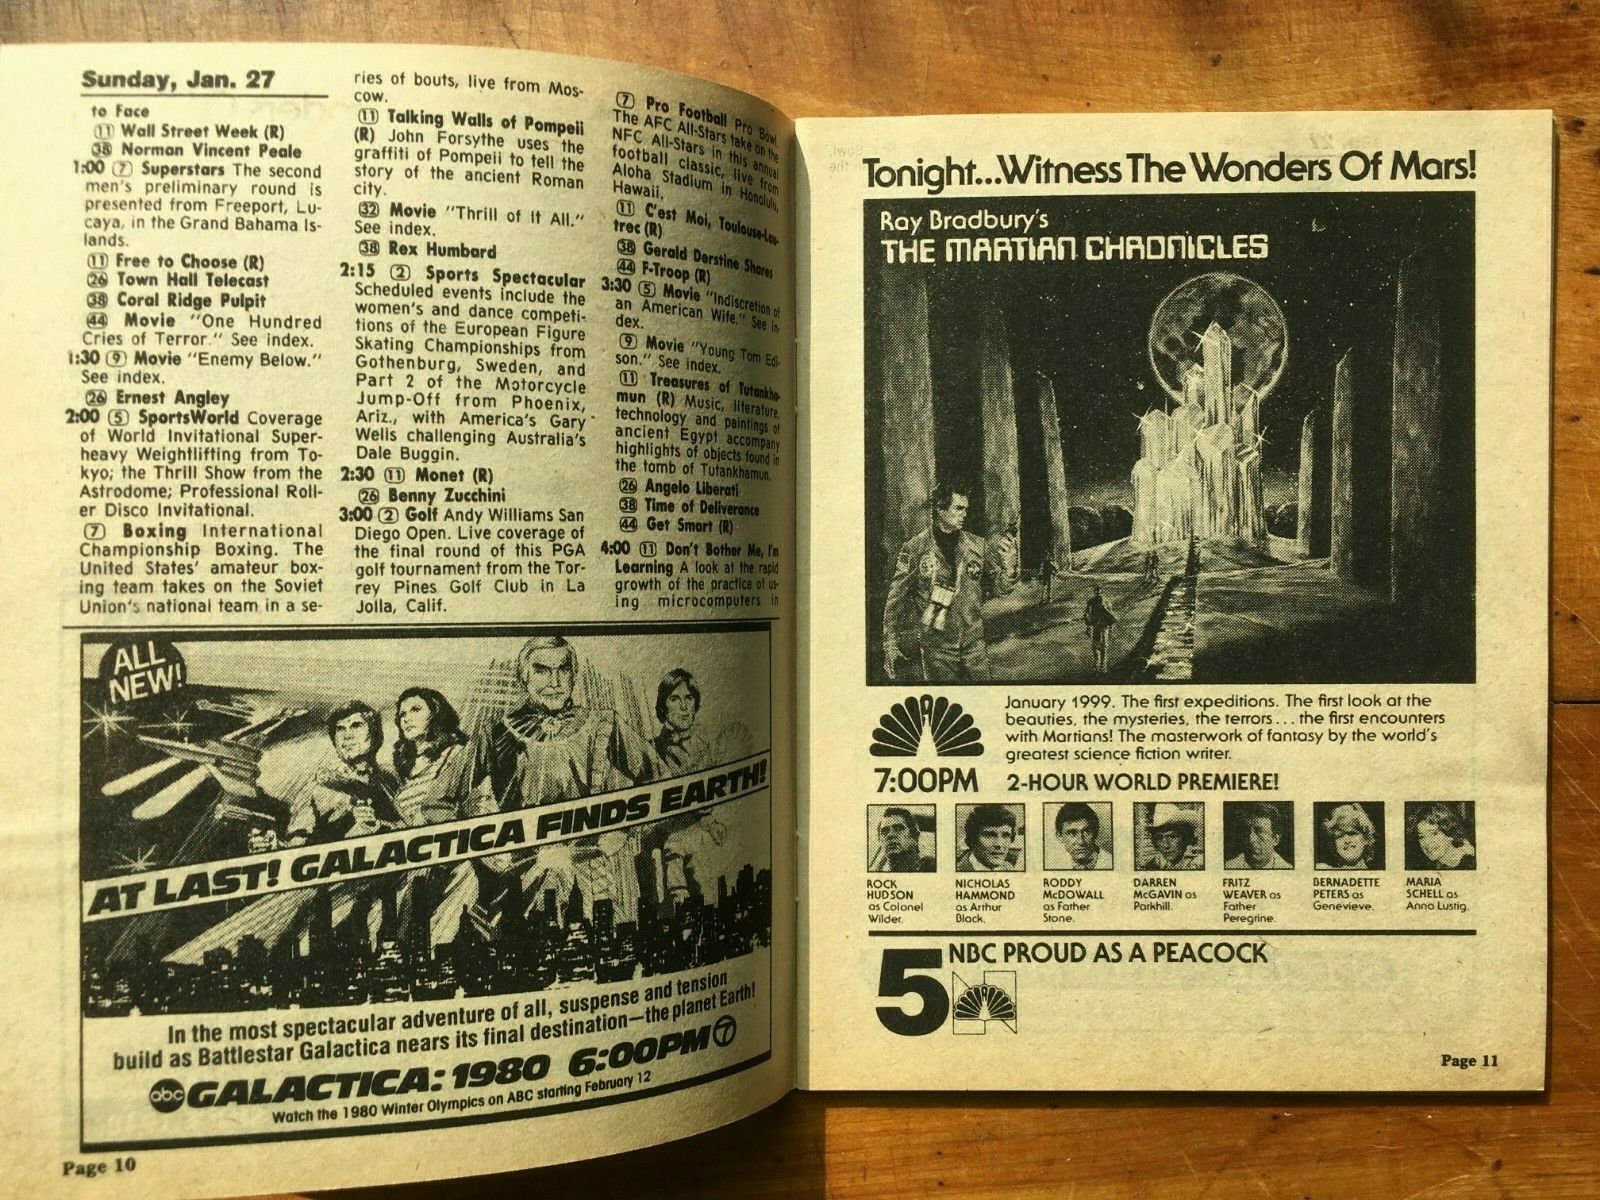 Sunday, Jan. 27
to Face
11 Wall Street Week (R)
38 Norman Vincent Peale
1:00 7 Superstars The second
men's preliminary round is
presented from Freeport, Lu-
caya, in the Grand Bahama Is-
lands.
11 Free to Choose (R)
26 Town Hall Telecast
38 Coral Ridge Pulpit
44 Movie "One Hundred
Cries of Terror." See index.
1:30 9 Movie "Enemy Below."
See index.
26 Ernest Angley
2:00 5 SportsWorld Coverage
of World Invitational Super-
heavy Weightlifting from To-
kyo; the Thrill Show from the
Astrodome; Professional Roll-
er Disco Invitational.
7 Boxing International
Championship Boxing. The
United States' amateur box-
ing team takes on the Soviet
Union's national team in a se-
ries of bouts, live from Mos-
cow.
11 Talking Walls of Pompeii
(R) John Forsythe uses the
graffiti of Pompeii to tell the
story of the ancient Roman
city.
32 Movie "Thrill of It All."
See index.
38 Rex Humbard
2:15 2 Sports Spectacular
Scheduled events include the
women's and dance competi-
tions of the European Figure
Skating Championships from
Gothenburg, Sweden, and
Part 2 of the Motorcycle
Jump-Off from Phoenix,
Ariz., with America's Gary
Wells challenging Australia's
Dale Buggin.
2:30 11 Monet (R)
26 Benny Zucchini
3:00 2 Golf Andy Williams San
Diego Open. Live coverage of
the final round of this PGA
golf tournament from the Tor-
rey Pines Golf Club in La
Jolla, Calif.
7 Pro Football Pro Bowl.
The AFC All-Stars take on the
NFC All-Stars in this annual
football classic, live from
Aloha Stadium in Honolulu,
Hawaii.
11 C'est Moi, Toulouse-Lau-
trec (R)
38 Gerald Derstine Shares
44 F-Troop (R)
3:30 5 Movie "Indiscretion of
an American Wife." See in-
dex.
9 Movie "Young Tom Edi-
son." See index.
11 Treasures of Tutankha-
mun (R) Music, literature,
technology and paintings of
ancient Egypt accompany
highlights of objects found in
the tomb of Tutankhamun.
26 Angelo Liberati
38 Time of Deliverance
44 Get Smart (R)
4:00 11 Don't Bother Me, I'm
Learning A look at the rapid
growth of the practice of us-
ing microcomputers in
ALL
NEW!
AT LAST! GALACTICA FINDS EARTH!
In the most spectacular adventure of all, suspense and tension
build as Battlestar Galactica nears its final destination—the planet Earth!
abc GALACTICA: 1980 6:00PM 7
Watch the 1980 Winter Olympics on ABC starting February 12
Page 10
Tonight...Witness The Wonders Of Mars!
Ray Bradbury's
THE MARTIAN CHRONICLES
January 1999. The first expeditions. The first look at the
beauties, the mysteries, the terrors... the first encounters
with Martians! The masterwork of fantasy by the world's
greatest science fiction writer.
7:00PM 2-HOUR WORLD PREMIERE!
ROCK
HUDSON
as Colonel
Wilder.
NICHOLAS
HAMMOND
as Arthur
Black.
RODDY
McDOWALL
as Father
Stone.
DARREN
McGAVIN as
Parkhill.
FRITZ
WEAVER as
Father
Peregrine.
BERNADETTE
PETERS as
Genevieve.
MARIA
SCHELL as
Anna Lustig.
5 NBC PROUD AS A PEACOCK
Page 11